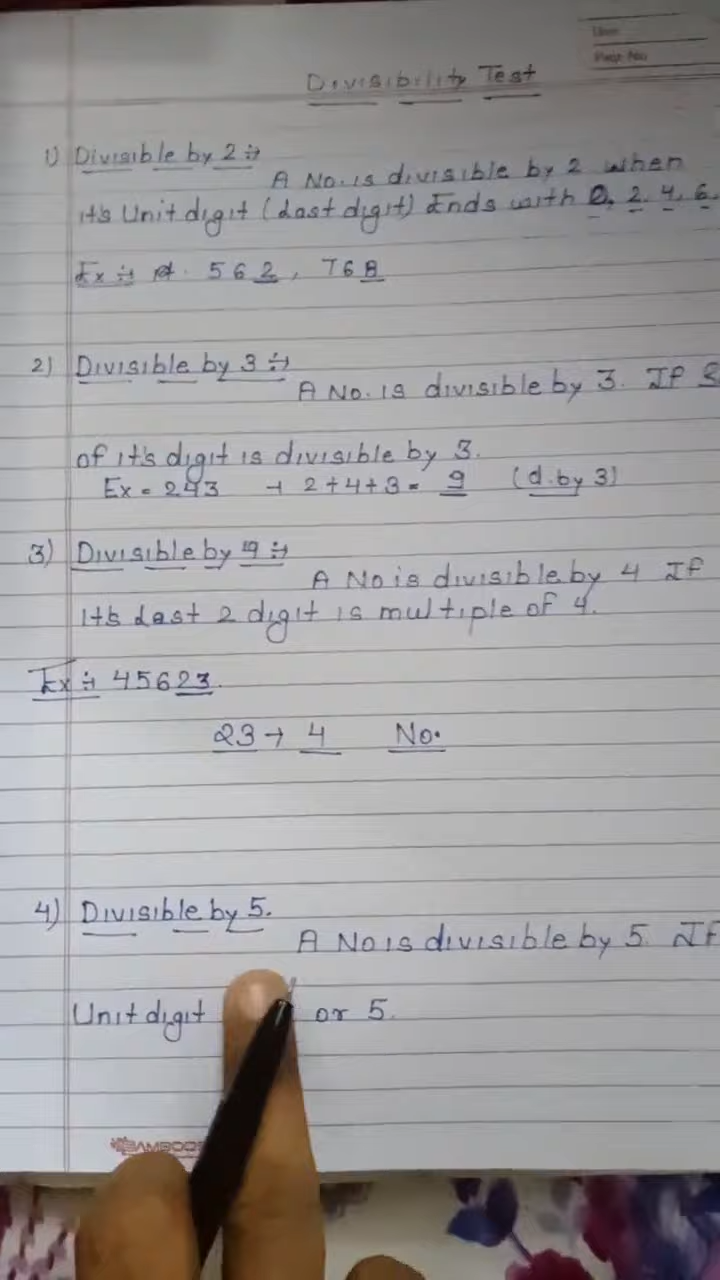 Page No.
Divisibility Test
1) Divisible by 2 :→
A No. is divisible by 2 when
it's Unit digit (Last digit) Ends with 0, 2, 4, 6,
Ex :→ 562, 768
2) Divisible by 3 :→
A No. is divisible by 3. If
of it's digit is divisible by 3.
Ex = 243 → 2+4+3 = 9 (d. by 3)
3) Divisible by :→
A No is divisible by 4 If
it's Last 2 digit is multiple of 4.
Ex :→ 45623.
23 → 4 No.
4) Divisible by 5.
A No is divisible by 5. If
Unit digit or 5.